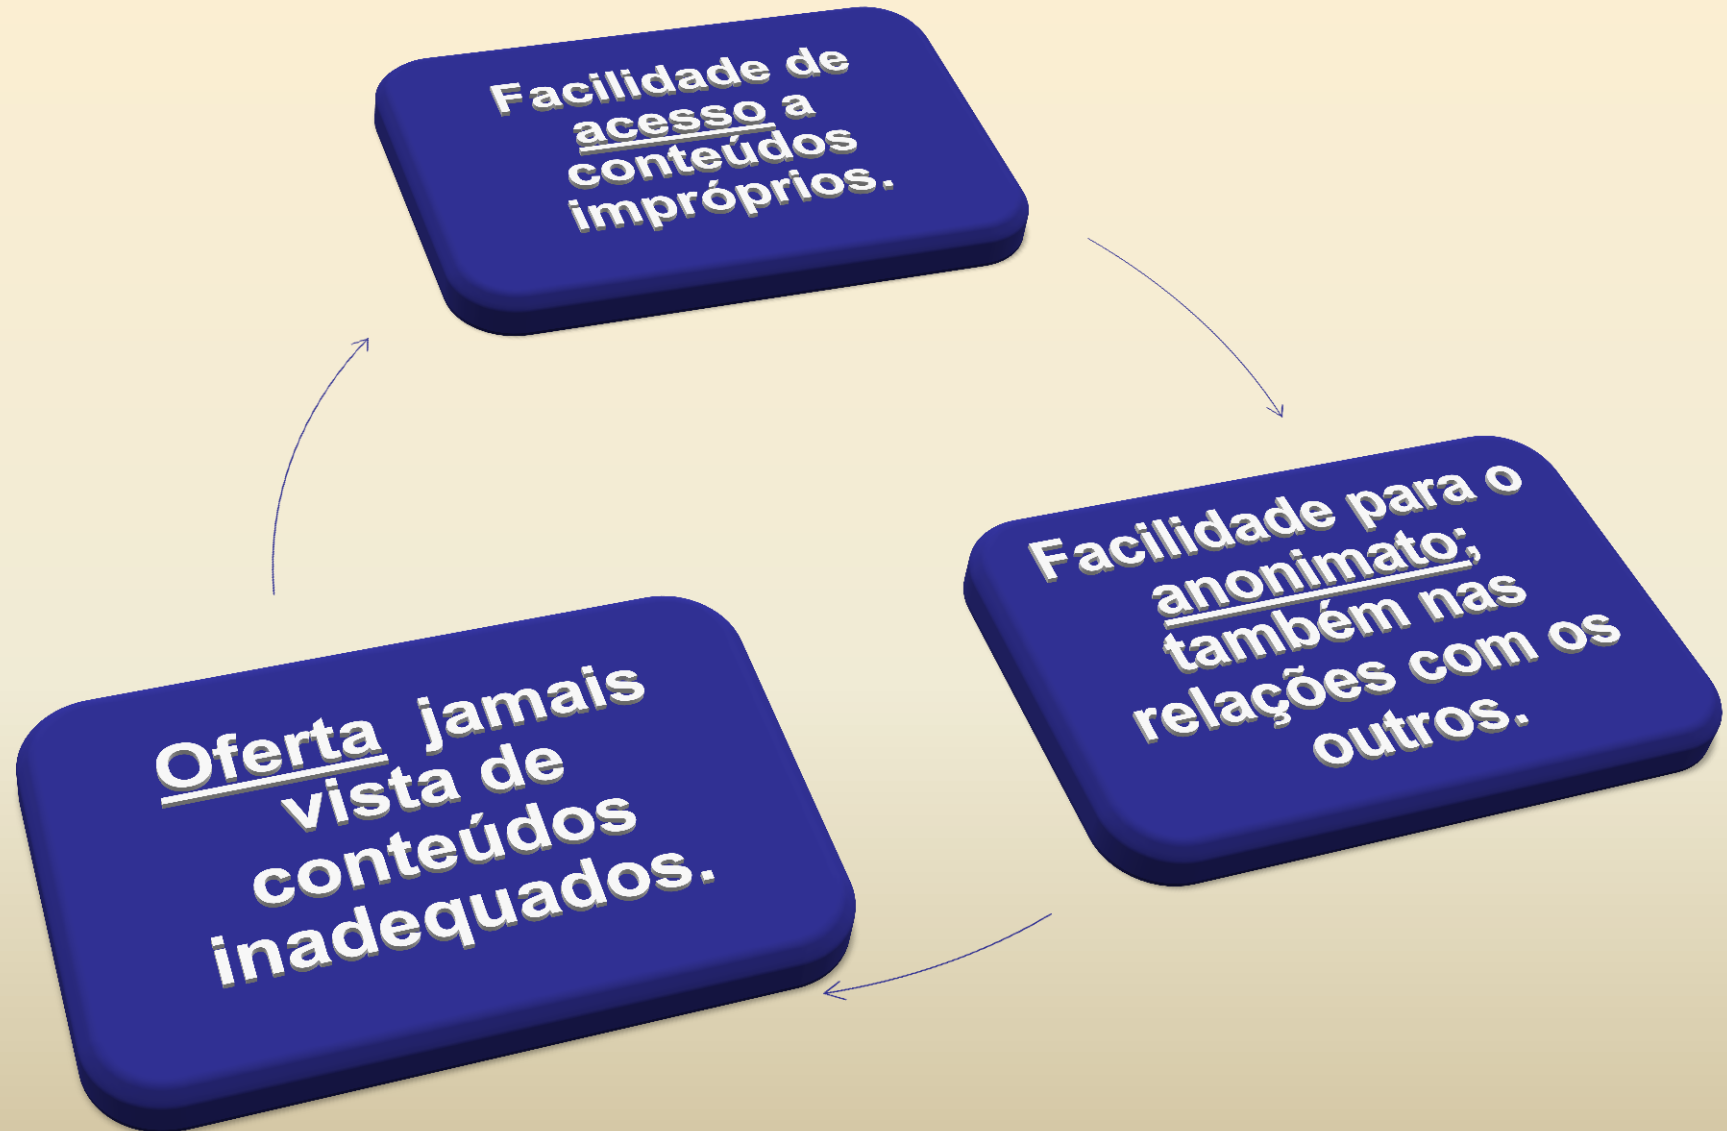 Facilidade de
acesso a
conteúdos
impróprios.
Facilidade para o
anonimato;
também nas
relações com os
outros.
Oferta jamais
vista de
conteúdos
inadequados.